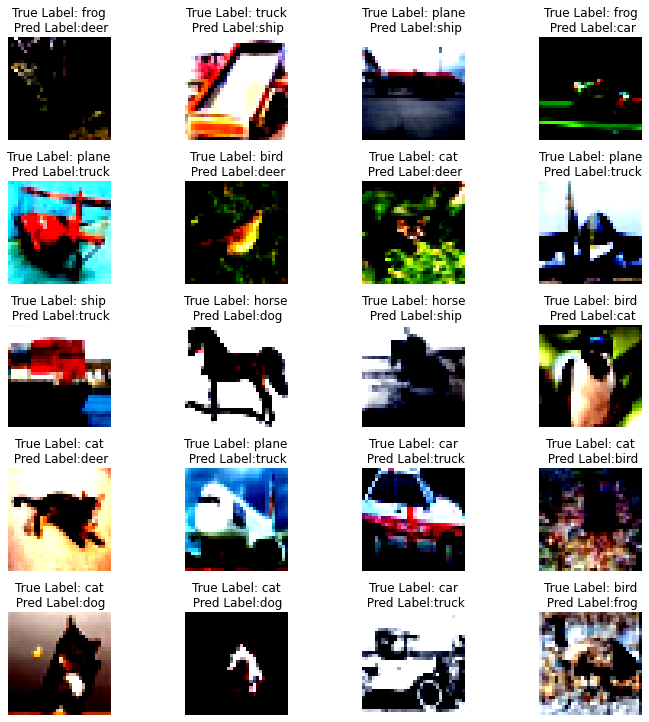 True Label: frog
Pred Label:deer
True Label: truck
Pred Label:ship
True Label: plane
Pred Label:ship
True Label: frog
Pred Label:car
True Label: plane
Pred Label:truck
True Label: bird
Pred Label:deer
True Label: cat
Pred Label:deer
True Label: plane
Pred Label:truck
True Label: ship
Pred Label:truck
True Label: horse
Pred Label:dog
True Label: horse
Pred Label:ship
True Label: bird
Pred Label:cat
True Label: cat
Pred Label:deer
True Label: plane
Pred Label:truck
True Label: car
Pred Label:truck
True Label: cat
Pred Label:bird
True Label: cat
Pred Label:dog
True Label: cat
Pred Label:dog
True Label: car
Pred Label:truck
True Label: bird
Pred Label:frog